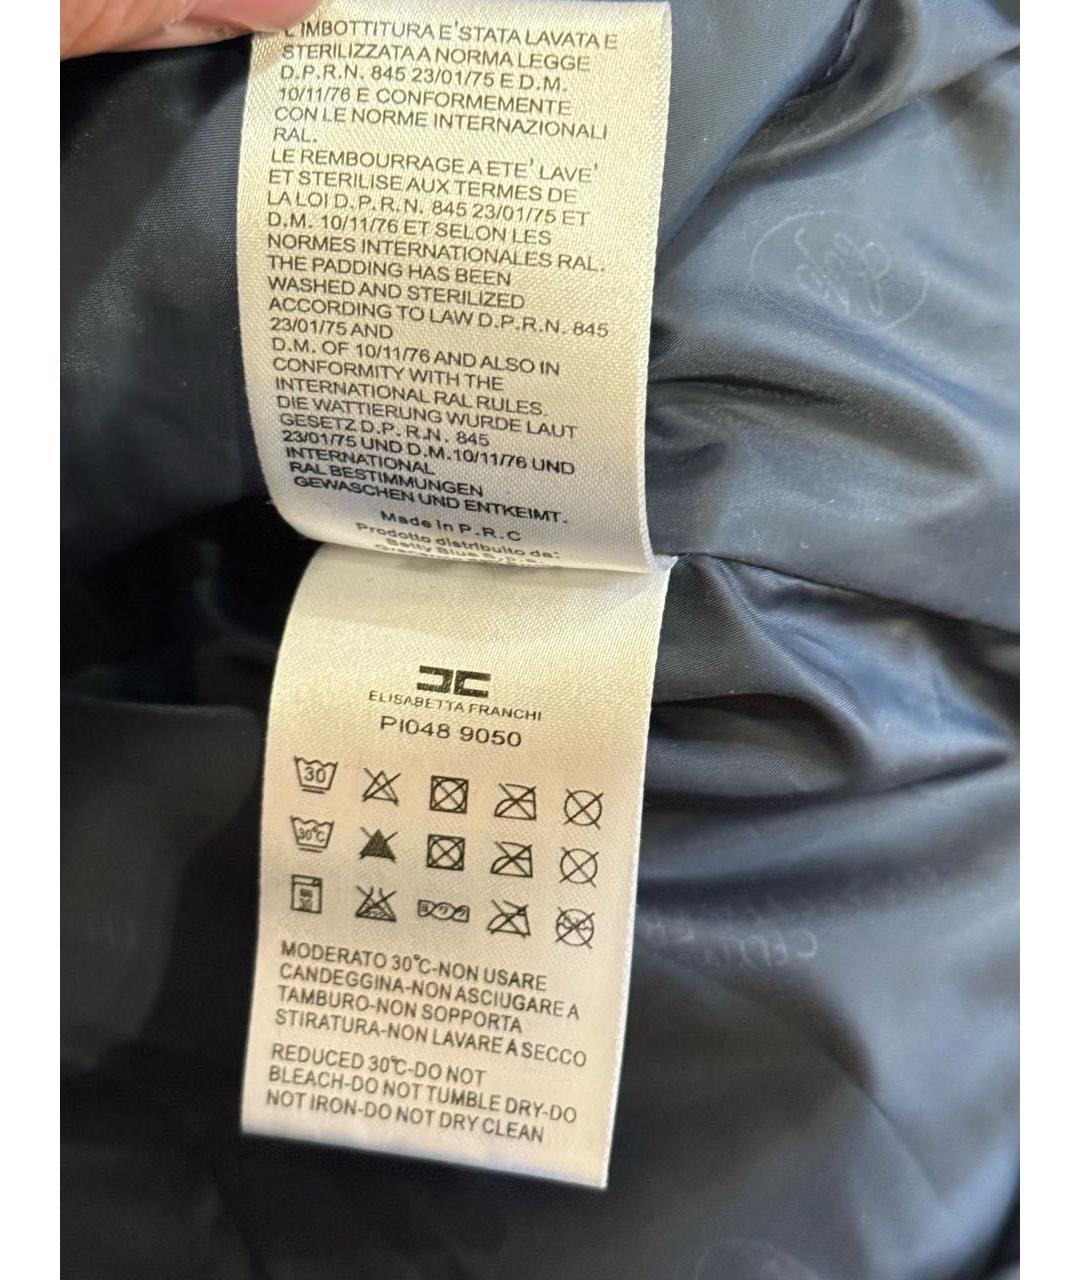 L'IMBOTTITURA E'STATA LAVATA E
STERILIZZATA A NORMA LEGGE
D.P.R.N. 845 23/01/75 E D.M.
10/11/76 E CONFORMEMENTE
CON LE NORME INTERNAZIONALI
RAL.
LE REMBOURRAGE A ETE' LAVE'
ET STERILISE AUX TERMES DE
LA LOI D.P.R.N. 845 23/01/75 ET
D.M. 10/11/76 ET SELON LES
NORMES INTERNATIONALES RAL.
THE PADDING HAS BEEN
WASHED AND STERILIZED
ACCORDING TO LAW D.P.R.N. 845
23/01/75 AND
D.M. OF 10/11/76 AND ALSO IN
CONFORMITY WITH THE
INTERNATIONAL RAL RULES.
DIE WATTIERUNG WURDE LAUT
GESETZ D.P.R.N. 845
23/01/75 UND D.M.10/11/76 UND
INTERNATIONAL
RAL BESTIMMUNGEN
GEWASCHEN UND ENTKEIMT.
Made in P.R.C
Prodotto distribuito da:
Betty Blue S.p.a.
ELISABETTA FRANCHI
PI048 9050
30
30°C
30
MODERATO 30°C-NON USARE
CANDEGGINA-NON ASCIUGARE A
TAMBURO-NON SOPPORTA
STIRATURA-NON LAVARE A SECCO
REDUCED 30°C-DO NOT
BLEACH-DO NOT TUMBLE DRY-DO
NOT IRON-DO NOT DRY CLEAN